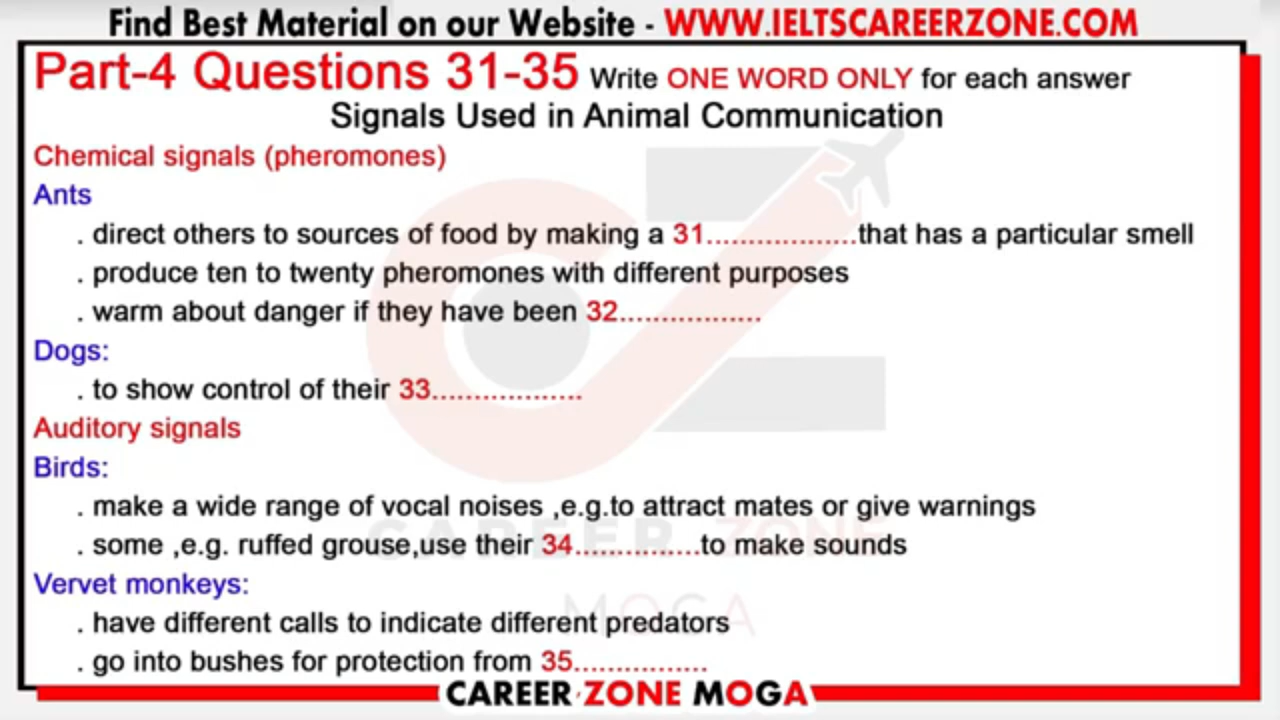 Find Best Material on our Website - WWW.IELTSCAREERZONE.COM
Part-4 Questions 31-35 Write ONE WORD ONLY for each answer
Signals Used in Animal Communication
Chemical signals (pheromones)
Ants
. direct others to sources of food by making a 31..................that has a particular smell
. produce ten to twenty pheromones with different purposes
. warm about danger if they have been 32.................
Dogs:
. to show control of their 33..................
Auditory signals
Birds:
. make a wide range of vocal noises ,e.g.to attract mates or give warnings
. some ,e.g. ruffed grouse,use their 34...............to make sounds
Vervet monkeys:
. have different calls to indicate different predators
. go into bushes for protection from 35................
CAREER ZONE
MOGA
CAREER ZONE MOGA